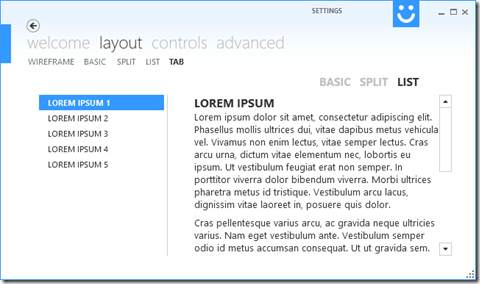 SETTINGS
welcome layout controls advanced
WIREFRAME BASIC SPLIT LIST TAB
BASIC SPLIT LIST
LOREM IPSUM 1
LOREM IPSUM 2
LOREM IPSUM 3
LOREM IPSUM 4
LOREM IPSUM 5
LOREM IPSUM
Lorem ipsum dolor sit amet, consectetur adipiscing elit.
Phasellus mollis ultrices dui, vitae dapibus metus vehicula
vel. Vivamus non enim lectus, vitae semper lectus. Cras
arcu urna, dictum vitae elementum nec, lobortis eu
ipsum. Ut vestibulum feugiat erat non semper. In
porttitor viverra dolor bibendum viverra. Morbi ultrices
pharetra metus id tristique. Vestibulum arcu lacus,
dignissim vitae laoreet in, posuere quis dolor.
Cras pellentesque varius arcu, ac gravida neque ultricies
varius. Nam eget vestibulum ante. Vestibulum semper
odio id metus accumsan consequat. Ut ut gravida sem.